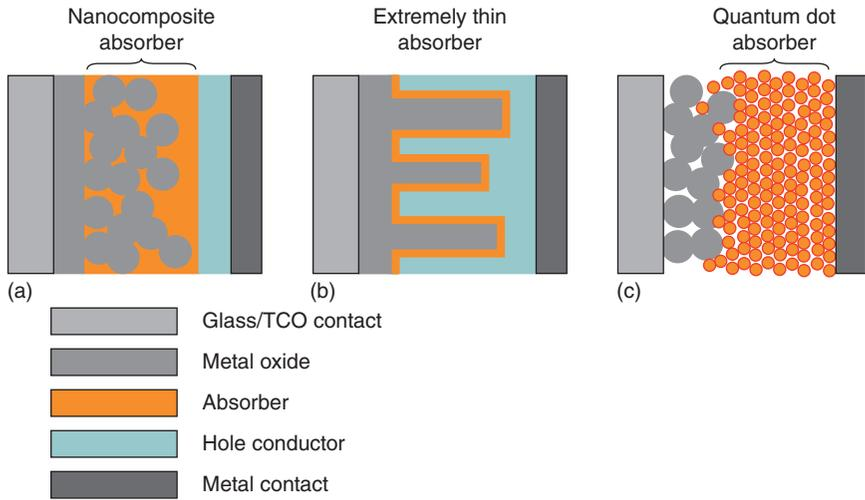 Nanocomposite
absorber
Extremely thin
absorber
Quantum dot
absorber
(a)
(b)
(c)
Glass/TCO contact
Metal oxide
Absorber
Hole conductor
Metal contact